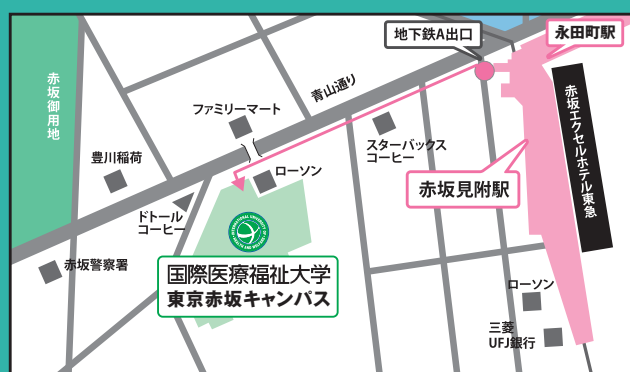 地下鉄A出口
永田町駅
赤坂御用地
青山通り
ファミリーマート
赤坂エクセルホテル東急
スターバックス
コーヒー
豊川稲荷
ローソン
赤坂見附駅
ドトール
コーヒー
赤坂警察署
国際医療福祉大学
東京赤坂キャンパス
ローソン
三菱
UFJ銀行